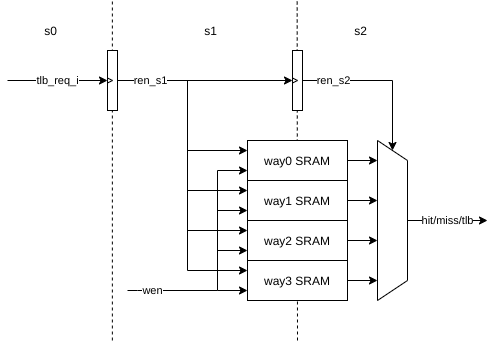 s0
s1
s2
tlb_req_i
ren_s1
ren_s2
way0 SRAM
way1 SRAM
way2 SRAM
way3 SRAM
hit/miss/tlb
wen